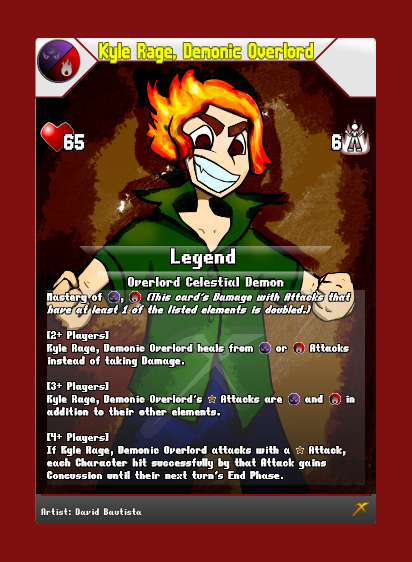 Kyle Rage, Demonic Overlord
65
6
Legend
Overlord Celestial Demon
Mastery of , (This card's Damage with Attacks that
have at least 1 of the listed elements is doubled.)
[2+ Players]
Kyle Rage, Demonic Overlord heals from or Attacks
instead of taking Damage.
[3+ Players]
Kyle Rage, Demonic Overlord's Attacks are and in
addition to their other elements.
[4+ Players]
If Kyle Rage, Demonic Overlord attacks with a Attack,
each Character hit successfully by that Attack gains
Concussion until their next turn's End Phase.
Artist: David Bautista